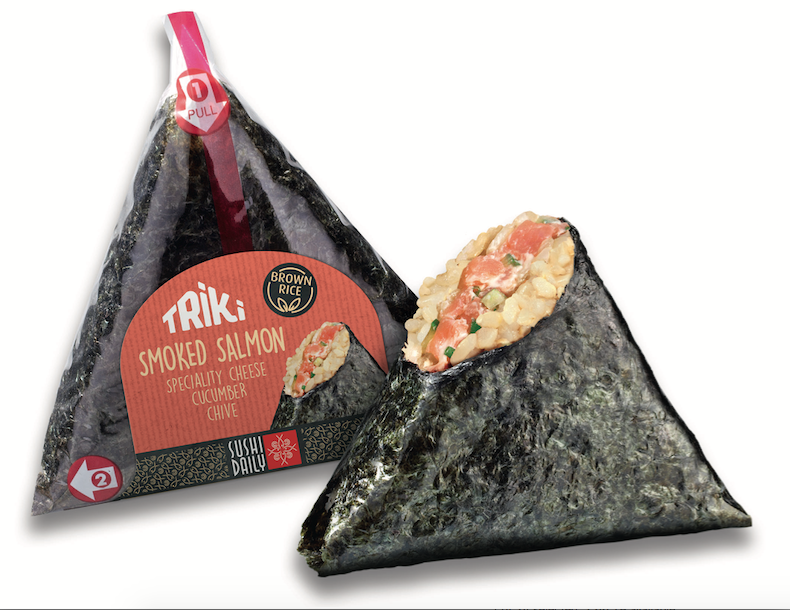 1
PULL
BROWN
RICE
TRiKi
SMOKED SALMON
SPECIALITY CHEESE
CUCUMBER
CHIVE
SUSHI
DAILY
2